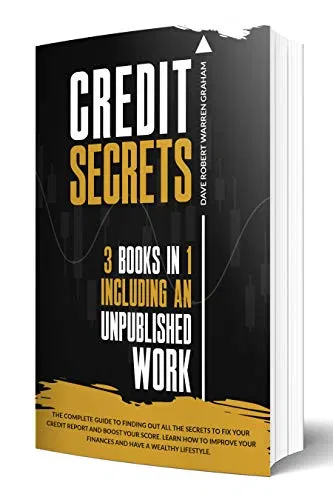 CREDIT
SECRETS
DAVE ROBERT WARREN GRAHAM
3 BOOKS IN 1
INCLUDING AN
UNPUBLISHED
WORK
THE COMPLETE GUIDE TO FINDING OUT ALL THE SECRETS TO FIX YOUR
CREDIT REPORT AND BOOST YOUR SCORE. LEARN HOW TO IMPROVE YOUR
FINANCES AND HAVE A WEALTHY LIFESTYLE.